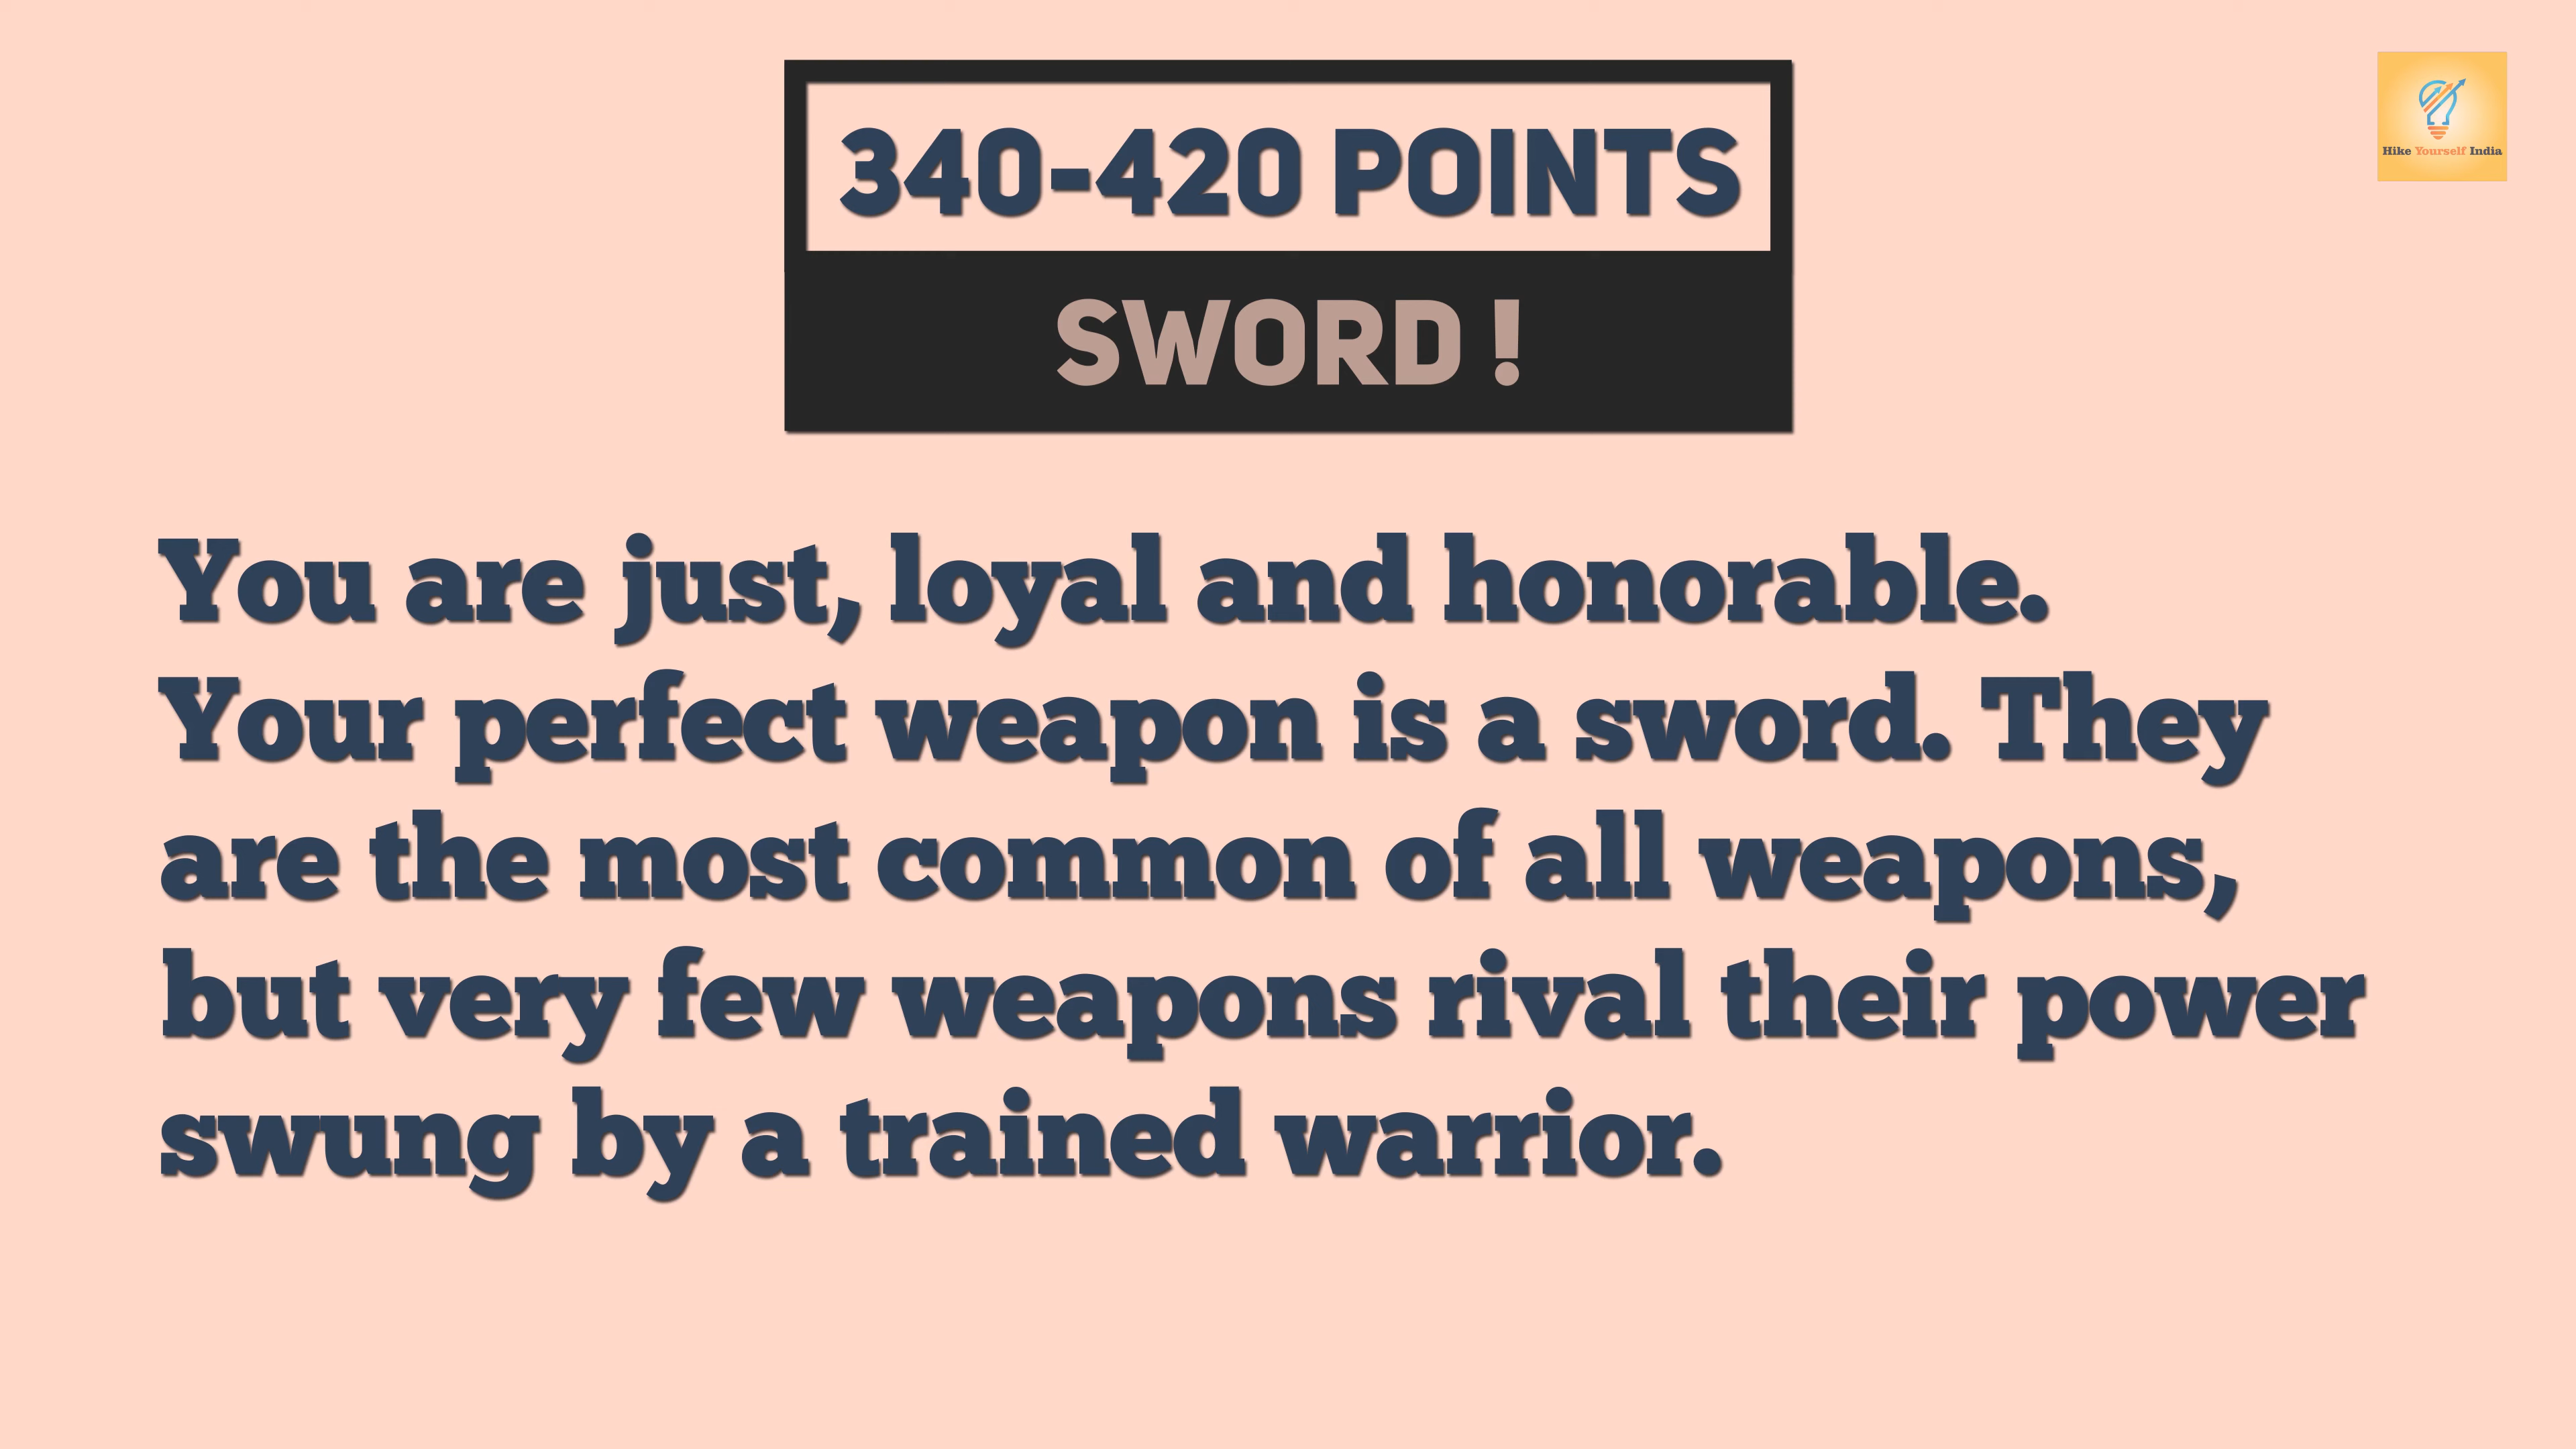 340-420 POINTS
Hike Yourself India
SWORD !
You are just, loyal and honorable.
Your perfect weapon is a sword. They
are the most common of all weapons,
but very few weapons rival their power
swung by a trained warrior.